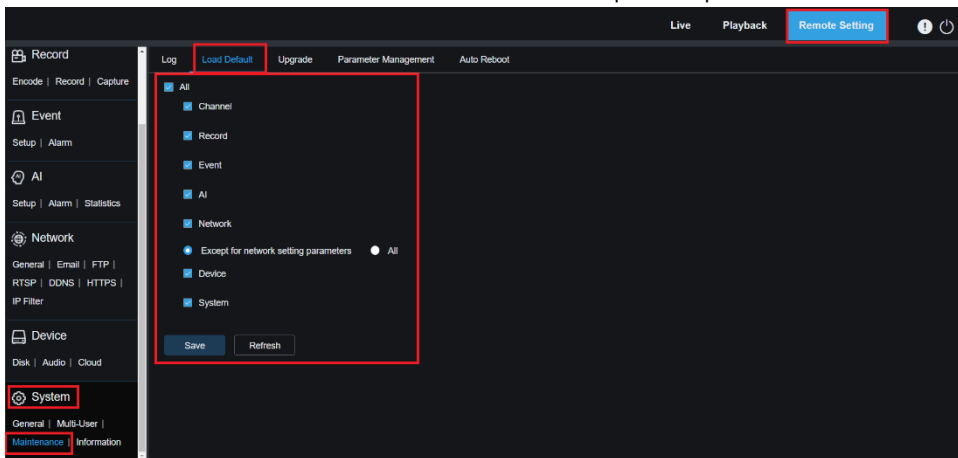 Live Playback Remote Setting
Record
Encode | Record | Capture
Event
Setup | Alarm
AI
Setup | Alarm | Statistics
Network
General | Email | FTP |
RTSP | DDNS | HTTPS |
IP Filter
Device
Disk | Audio | Cloud
System
General | Multi-User |
Maintenance | Information
Log Load Default Upgrade Parameter Management Auto Reboot
All
Channel
Record
Event
AI
Network
Except for network setting parameters All
Device
System
Save Refresh